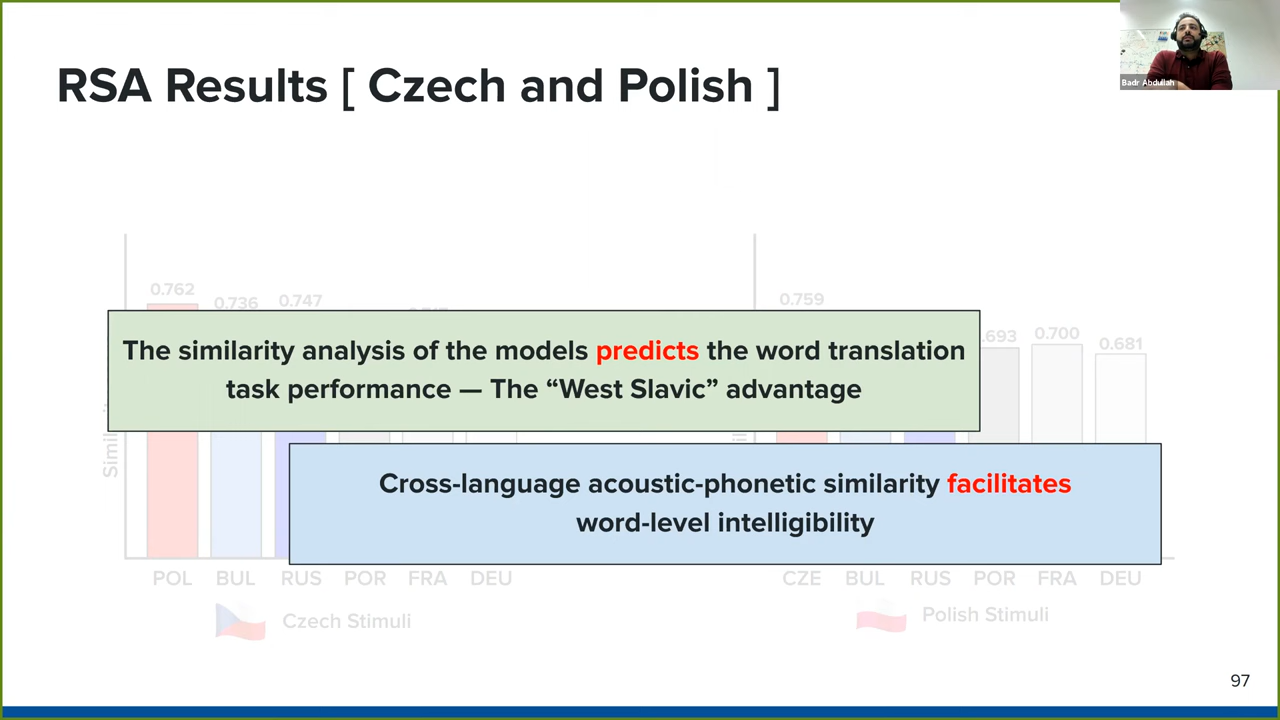 RSA Results [ Czech and Polish ]
Badr Abdullah
0.762
0.736
0.747
0.759
.693
0.700
0.681
The similarity analysis of the models predicts the word translation
task performance — The “West Slavic” advantage
Cross-language acoustic-phonetic similarity facilitates
word-level intelligibility
Simil
POL BUL RUS POR FRA DEU
CZE BUL RUS POR FRA DEU
Czech Stimuli
Polish Stimuli
97